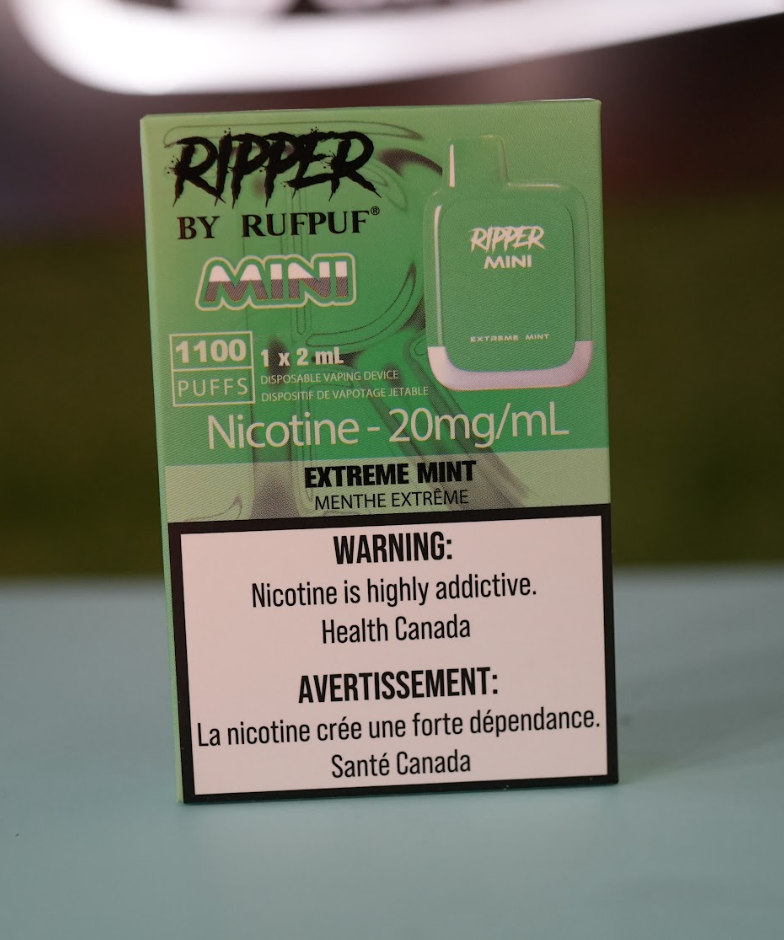 RIPPER
BY RUFPUF®
MINI
RIPPER
MINI
EXTREME MINT
1100
PUFFS
1 x 2 mL
DISPOSABLE VAPING DEVICE
DISPOSITIF DE VAPOTAGE JETABLE
Nicotine - 20mg/mL
EXTREME MINT
MENTHE EXTRÊME
WARNING:
Nicotine is highly addictive.
Health Canada
AVERTISSEMENT:
La nicotine crée une forte dépendance.
Santé Canada